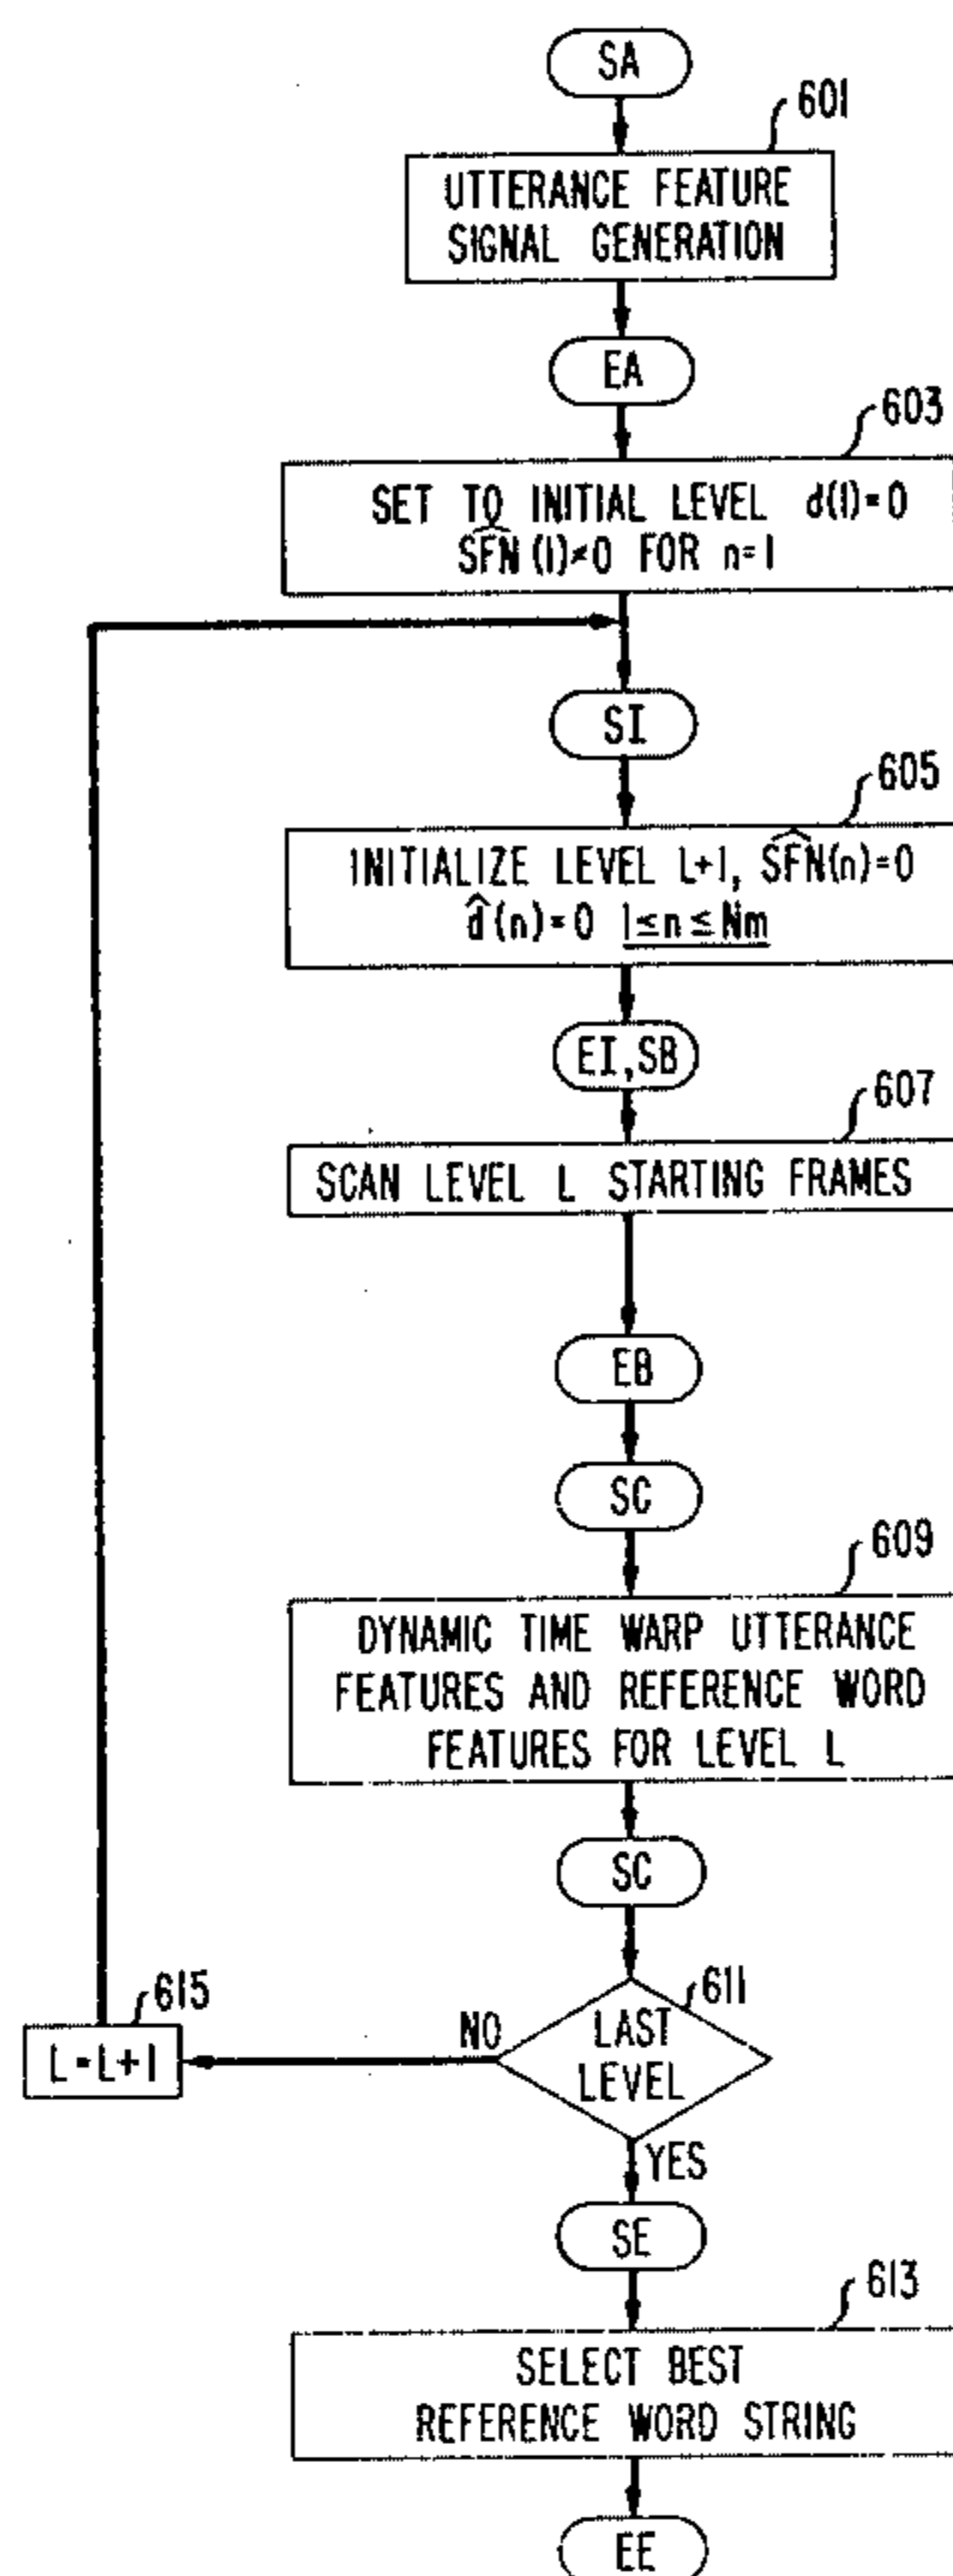 SA
601
UTTERANCE FEATURE
SIGNAL GENERATION
EA
603
SET TO INITIAL LEVEL d(1)=0
SFN̂ (1)≠0 FOR n=1
SI
605
INITIALIZE LEVEL L+1, SFN̂(n)=0
d̂(n)=0 1≤n≤Nm
EI,SB
607
SCAN LEVEL L STARTING FRAMES
EB
SC
609
DYNAMIC TIME WARP UTTERANCE
FEATURES AND REFERENCE WORD
FEATURES FOR LEVEL L
SC
611
LAST
LEVEL
NO
615
L=L+1
YES
SE
613
SELECT BEST
REFERENCE WORD STRING
EE